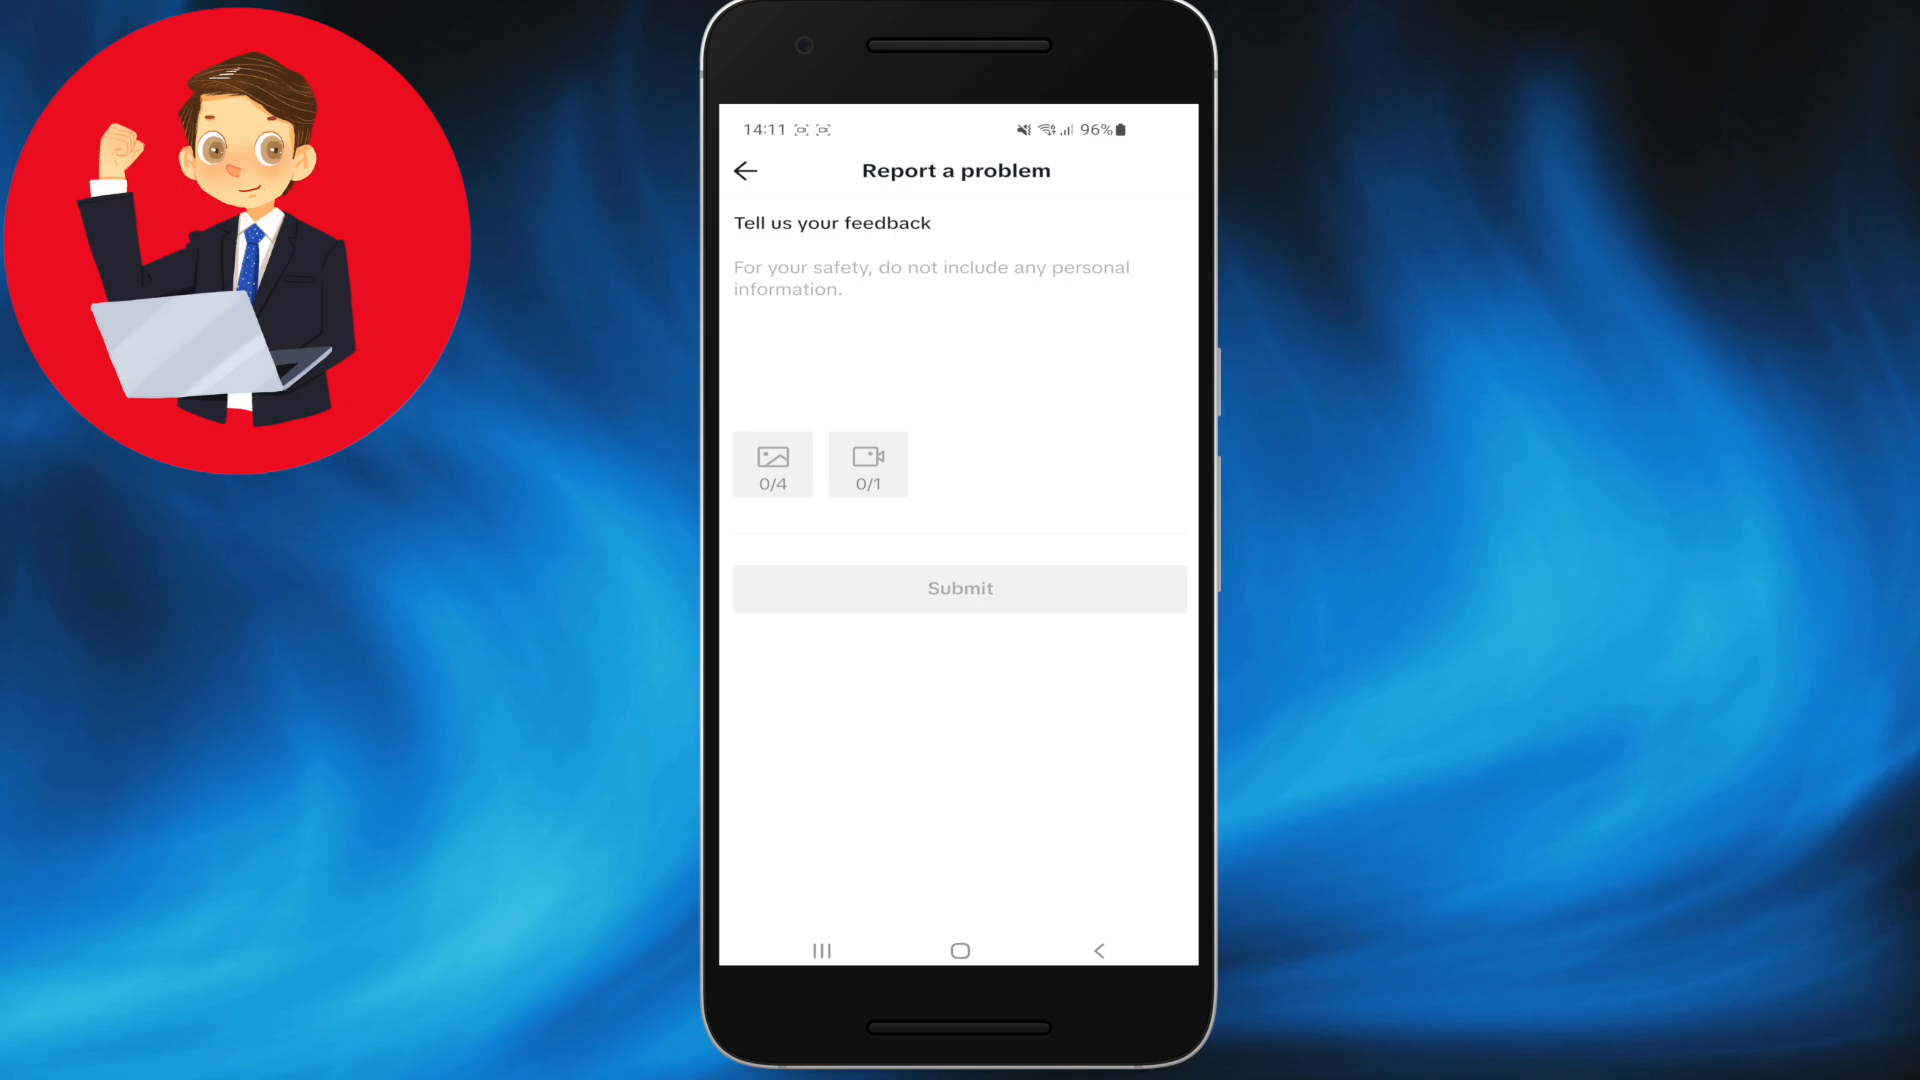 14:11 96%
Report a problem
Tell us your feedback
For your safety, do not include any personal
information.
0/4 0/1
Submit